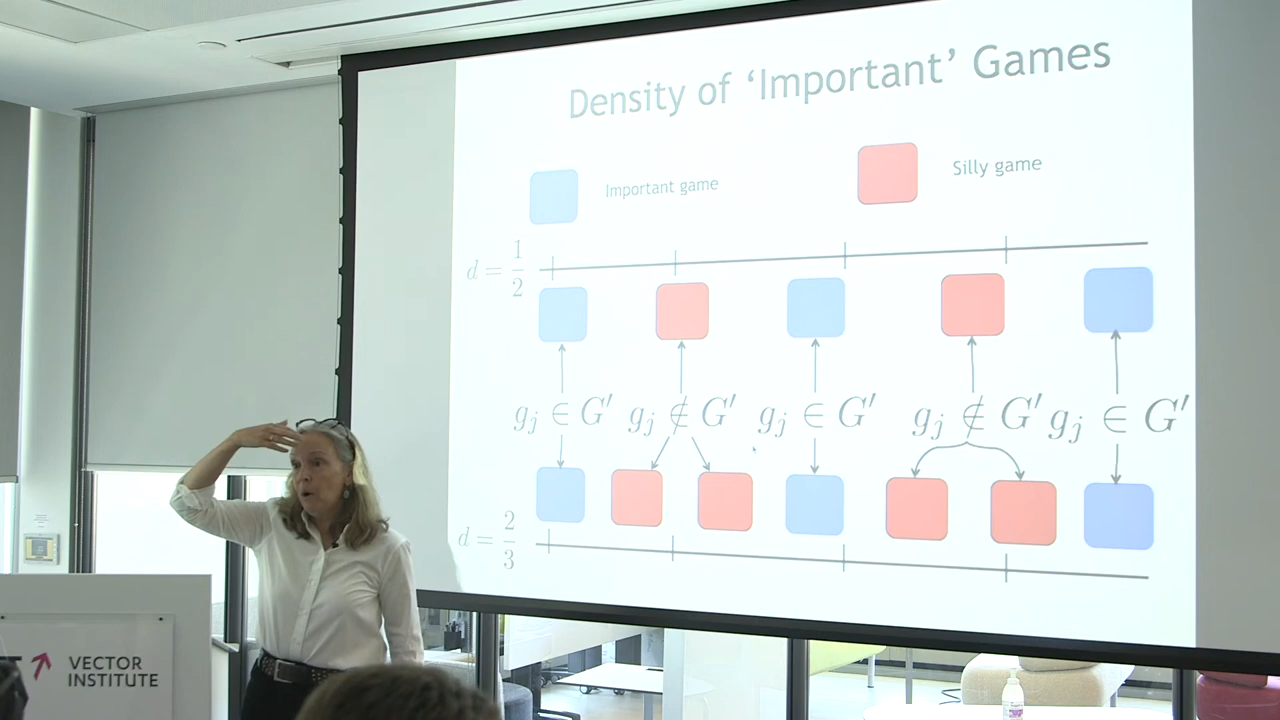 Density of ‘Important’ Games
Important game
Silly game
d = 1/2
g_j ∈ G′ g_j ∉ G′ g_j ∈ G′ g_j ∉ G′ g_j ∈ G′
d = 2/3
VECTOR
INSTITUTE